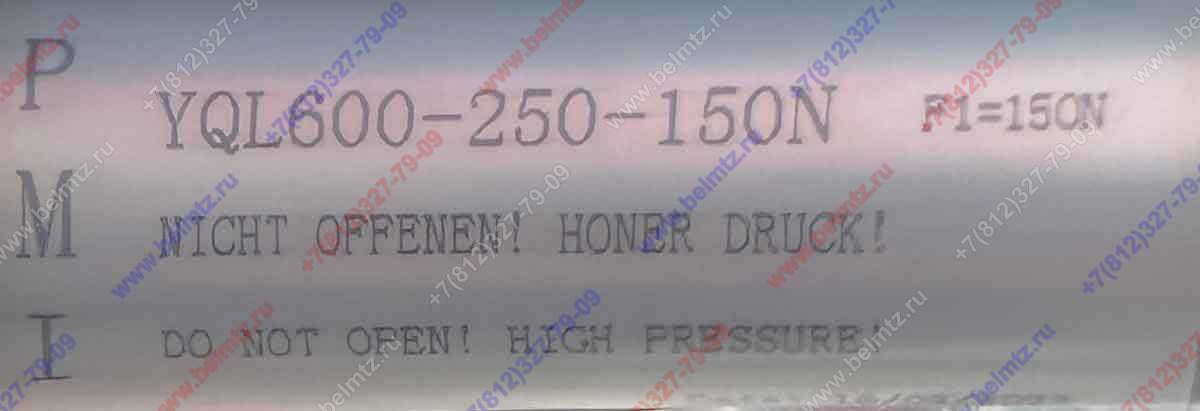 P M I
YQL600-250-150N F1=150N
NICHT OFFENEN! HONER DRUCK!
DO NOT OPEN! HIGH PRESSURE!
www.belmtz.ru
+7(812)327-79-09